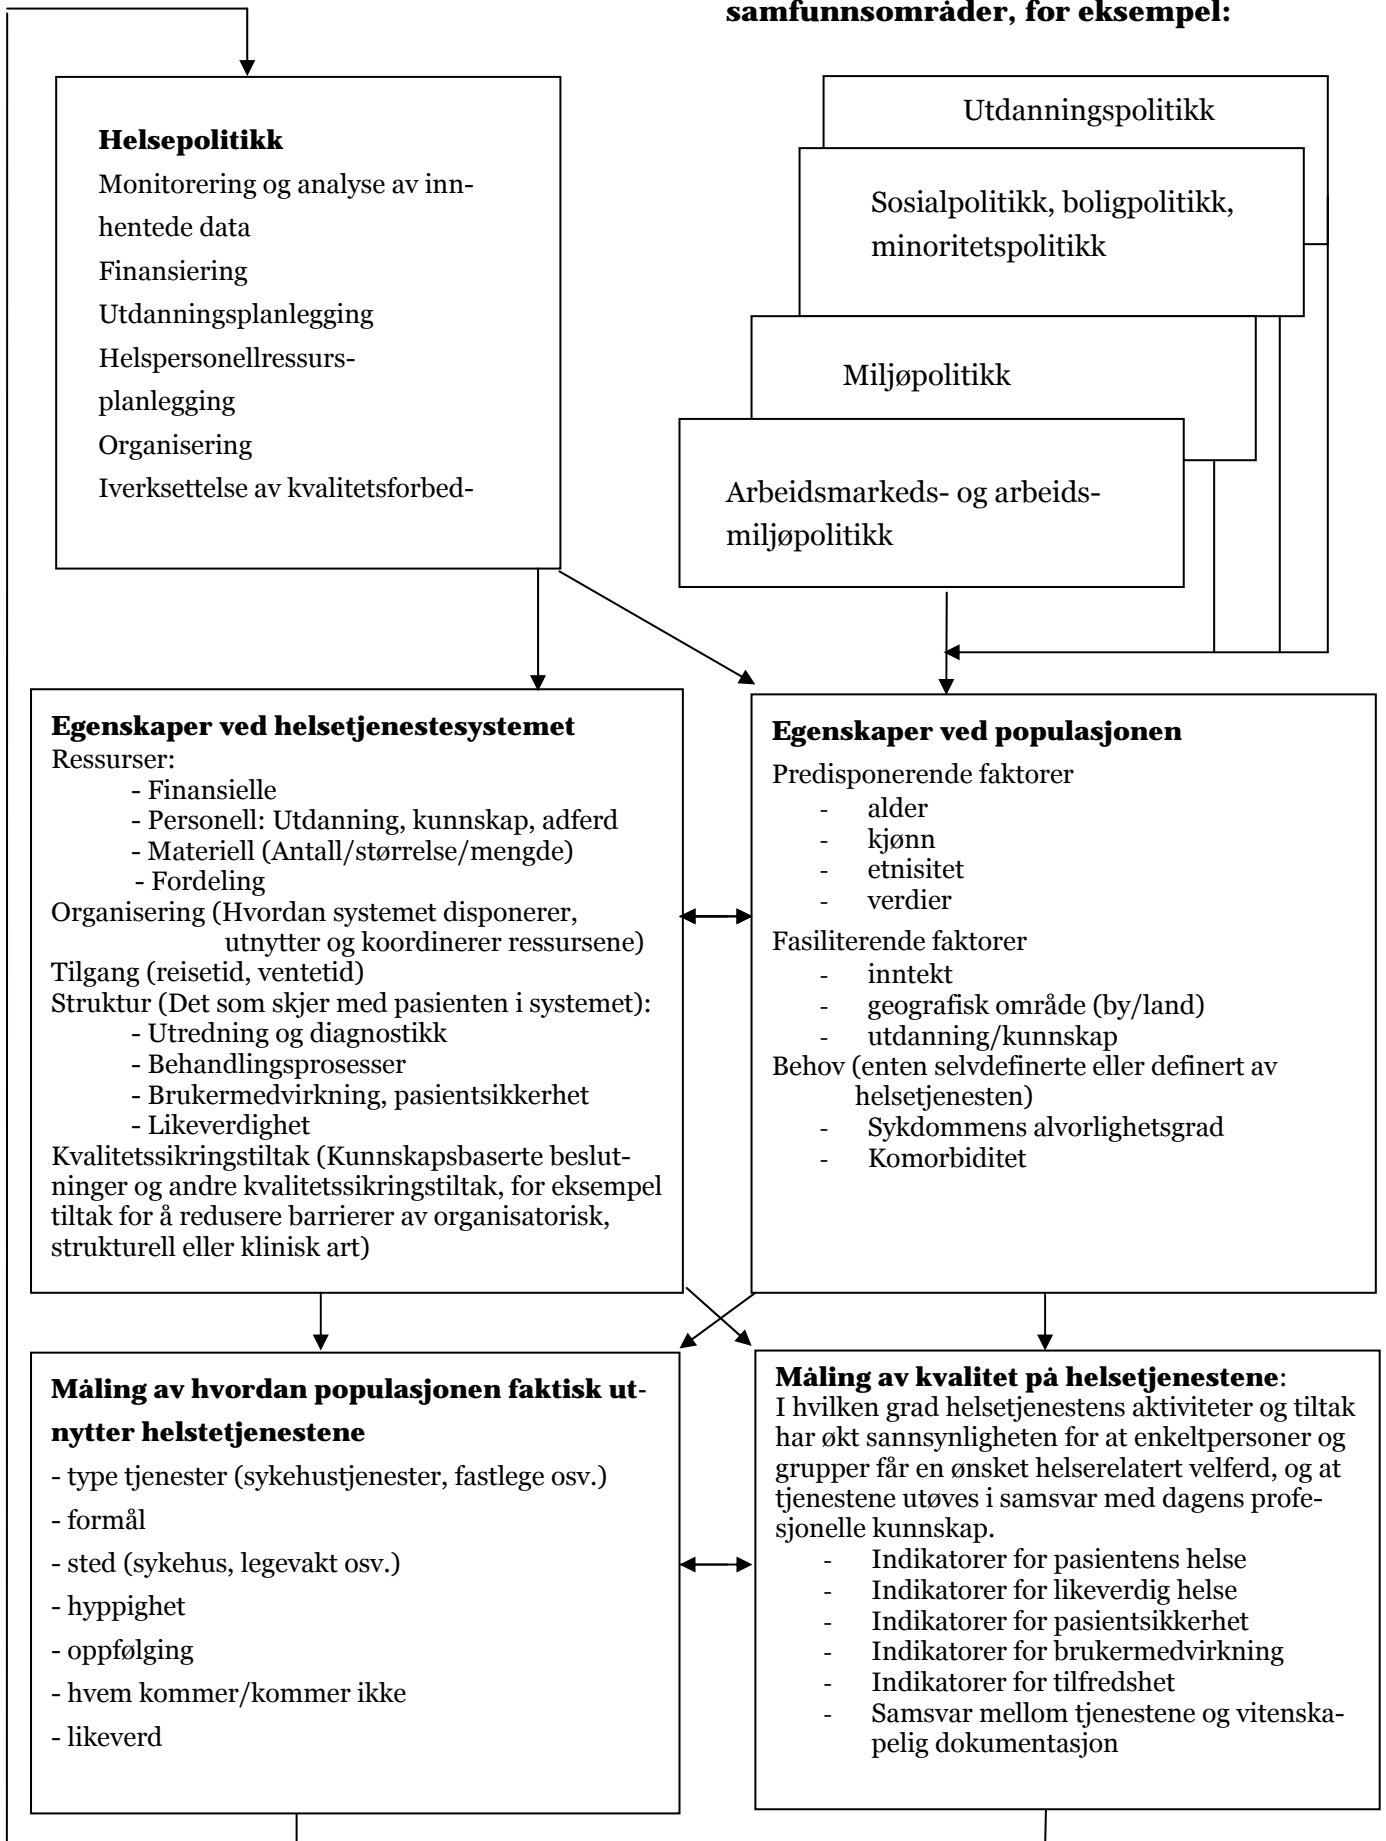 samfunnsområder, for eksempel:
Helsepolitikk
Monitorering og analyse av inn-
hentede data
Finansiering
Utdanningsplanlegging
Helspersonellressurs-
planlegging
Organisering
Iverksettelse av kvalitetsforbed-
Utdanningspolitikk
Sosialpolitikk, boligpolitikk,
minoritetspolitikk
Miljøpolitikk
Arbeidsmarkeds- og arbeids-
miljøpolitikk
Egenskaper ved helsetjenestesystemet
Ressurser:
- Finansielle
- Personell: Utdanning, kunnskap, adferd
- Materiell (Antall/størrelse/mengde)
- Fordeling
Organisering (Hvordan systemet disponerer,
utnytter og koordinerer ressursene)
Tilgang (reisetid, ventetid)
Struktur (Det som skjer med pasienten i systemet):
- Utredning og diagnostikk
- Behandlingsprosesser
- Brukermedvirkning, pasientsikkerhet
- Likeverdighet
Kvalitetssikringstiltak (Kunnskapsbaserte beslut-
ninger og andre kvalitetssikringstiltak, for eksempel
tiltak for å redusere barrierer av organisatorisk,
strukturell eller klinisk art)
Egenskaper ved populasjonen
Predisponerende faktorer
- alder
- kjønn
- etnisitet
- verdier
Fasiliterende faktorer
- inntekt
- geografisk område (by/land)
- utdanning/kunnskap
Behov (enten selvdefinerte eller definert av
helsetjenesten)
- Sykdommens alvorlighetsgrad
- Komorbiditet
Måling av hvordan populasjonen faktisk ut-
nytter helstetjenestene
- type tjenester (sykehustjenester, fastlege osv.)
- formål
- sted (sykehus, legevakt osv.)
- hyppighet
- oppfølging
- hvem kommer/kommer ikke
- likeverd
Måling av kvalitet på helsetjenestene:
I hvilken grad helsetjenestens aktiviteter og tiltak
har økt sannsynligheten for at enkeltpersoner og
grupper får en ønsket helserelatert velferd, og at
tjenestene utøves i samsvar med dagens profe-
sjonelle kunnskap.
- Indikatorer for pasientens helse
- Indikatorer for likeverdig helse
- Indikatorer for pasientsikkerhet
- Indikatorer for brukermedvirkning
- Indikatorer for tilfredshet
- Samsvar mellom tjenestene og vitenska-
pelig dokumentasjon